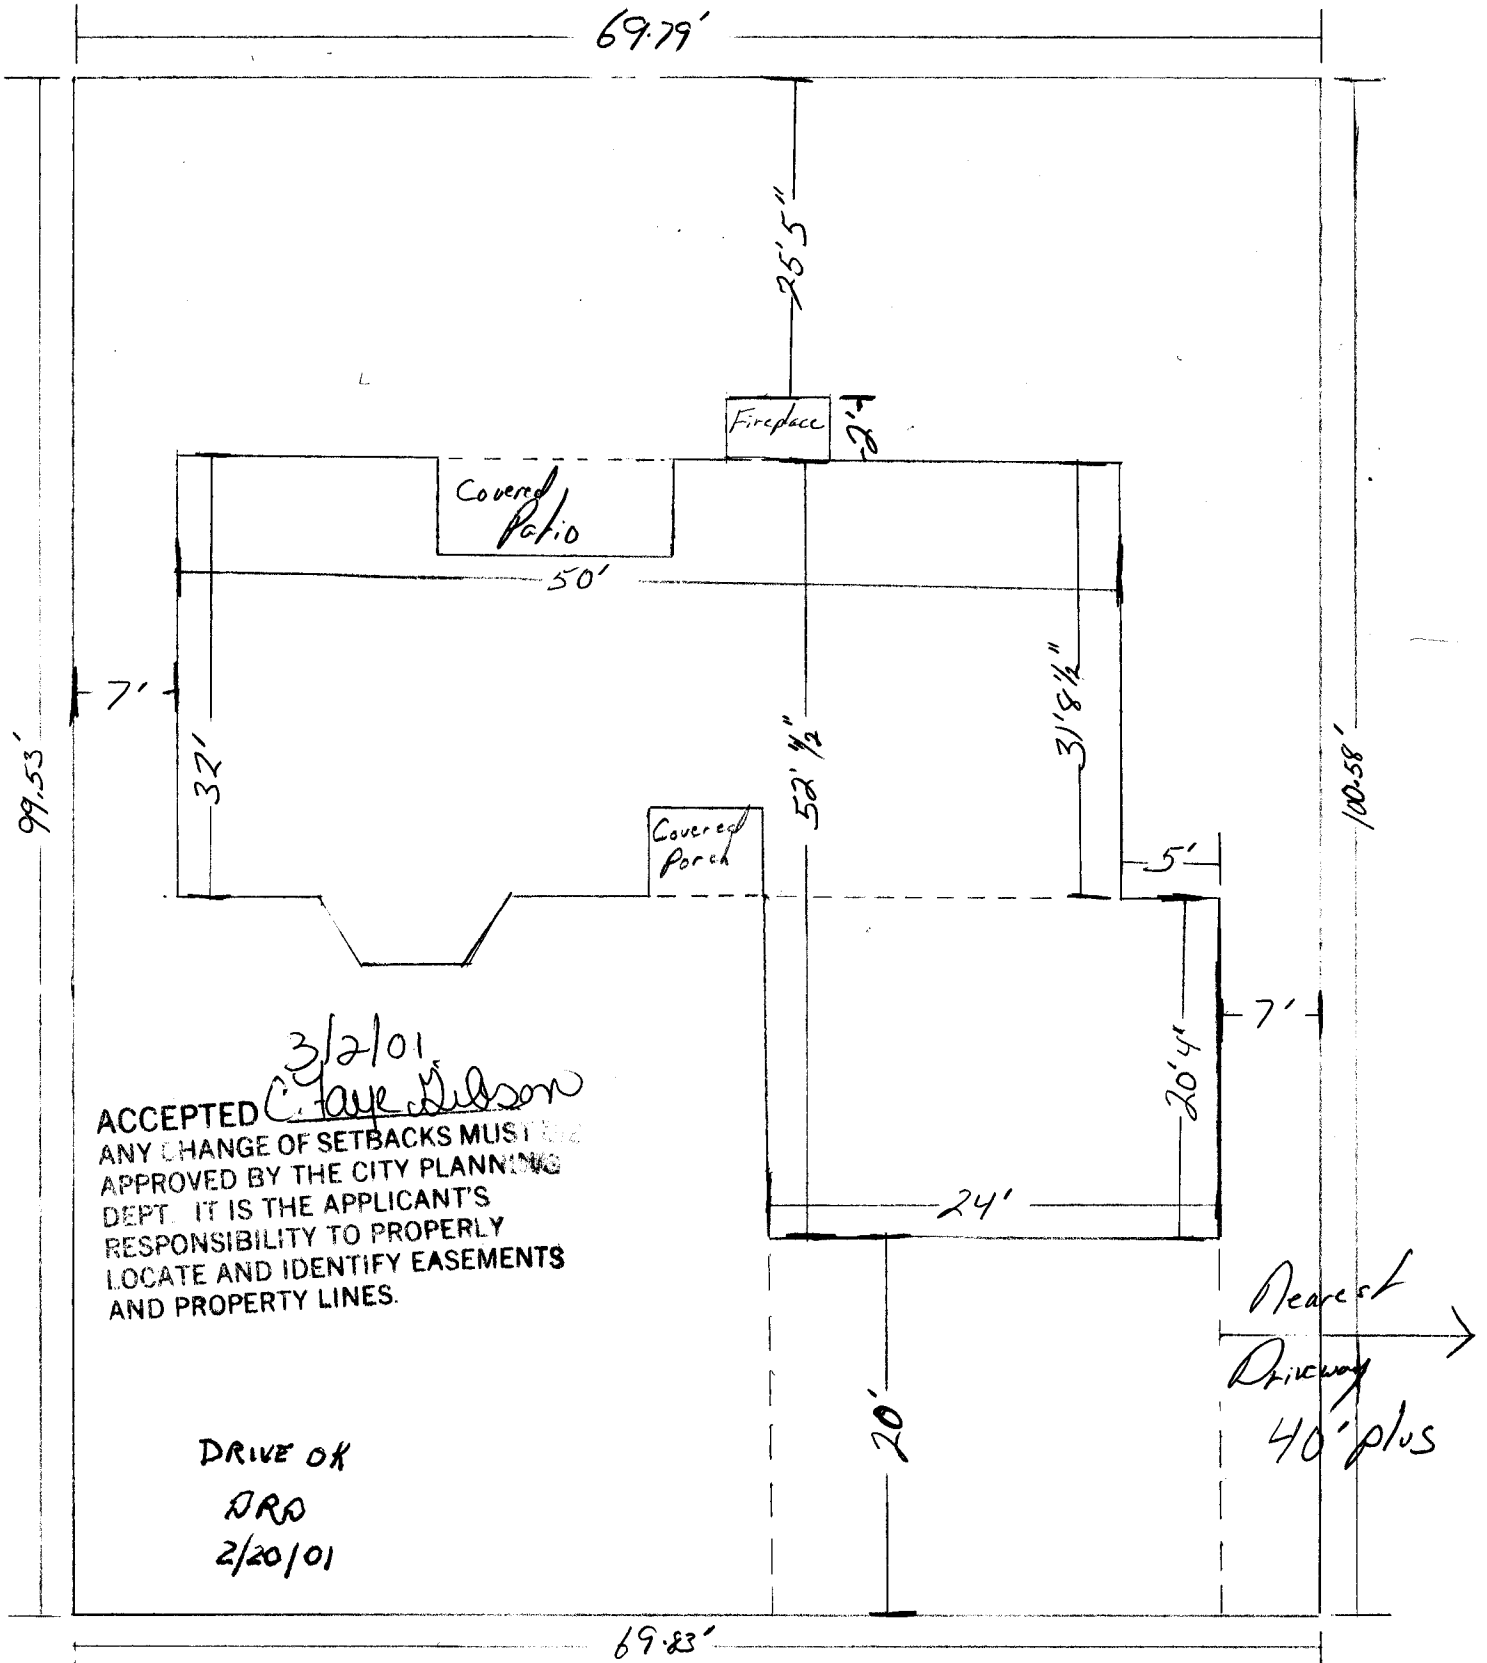 69.79'
25'5"
Fireplace
2'
Covered
Patio
50'
7'
32'
52' ½"
31'8½"
99.53'
100.58'
Covered
Porch
5'
7'
20'4"
24'
3/2/01
ACCEPTED C. Faye Gibson
ANY CHANGE OF SETBACKS MUST BE
APPROVED BY THE CITY PLANNING
DEPT. IT IS THE APPLICANT'S
RESPONSIBILITY TO PROPERLY
LOCATE AND IDENTIFY EASEMENTS
AND PROPERTY LINES.
Nearest
Driveway
40' plus
20'
DRIVE OK
DRD
2/20/01
69.83'